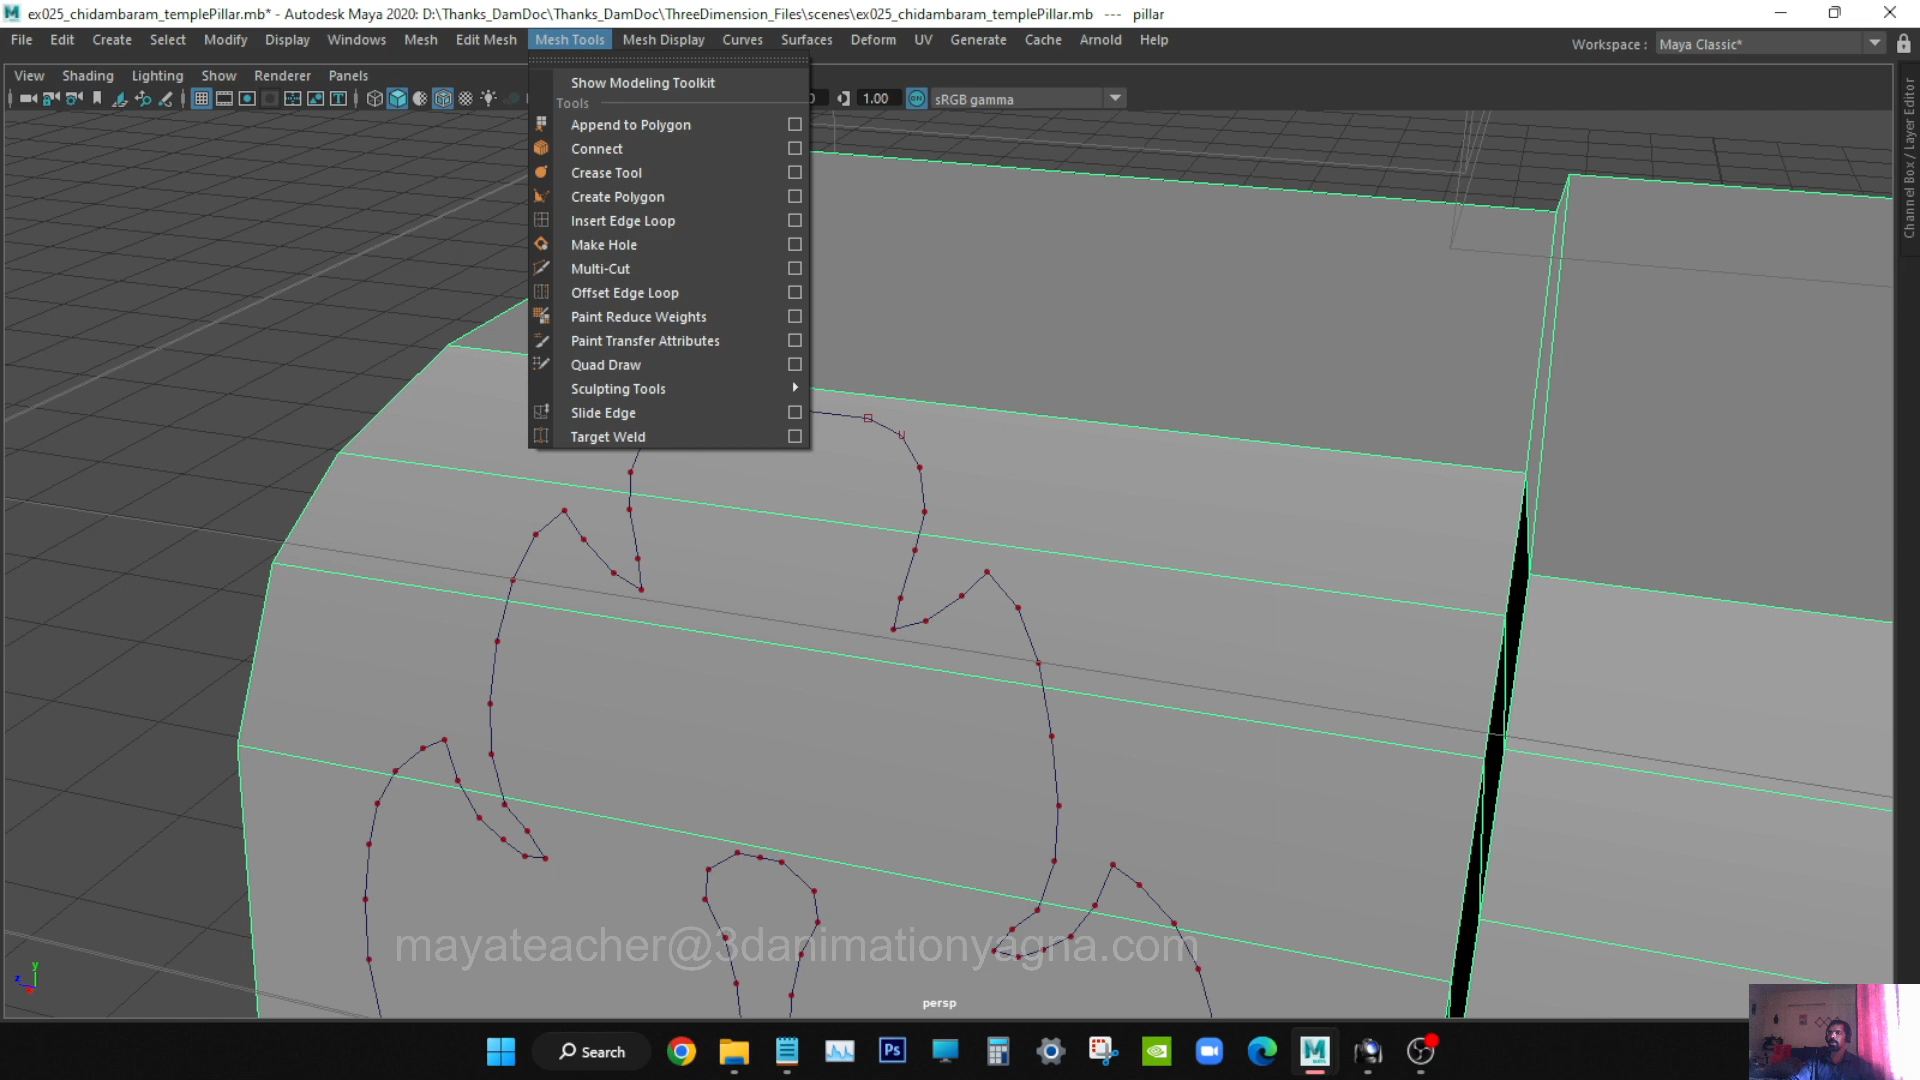 ex025_chidambaram_templePillar.mb* - Autodesk Maya 2020: D:\Thanks_DamDoc\Thanks_DamDoc\ThreeDimension_Files\scenes\ex025_chidambaram_templePillar.mb --- pillar
File Edit Create Select Modify Display Windows Mesh Edit Mesh Mesh Tools Mesh Display Curves Surfaces Deform UV Generate Cache Arnold Help
Workspace : Maya Classic*
View Shading Lighting Show Renderer Panels
1.00 ON sRGB gamma
Show Modeling Toolkit
Tools
Append to Polygon
Connect
Crease Tool
Create Polygon
Insert Edge Loop
Make Hole
Multi-Cut
Offset Edge Loop
Paint Reduce Weights
Paint Transfer Attributes
Quad Draw
Sculpting Tools
Slide Edge
Target Weld
Channel Box / Layer Editor
mayateacher@3danimationyagna.com
persp
y
z
Search
Ps
M